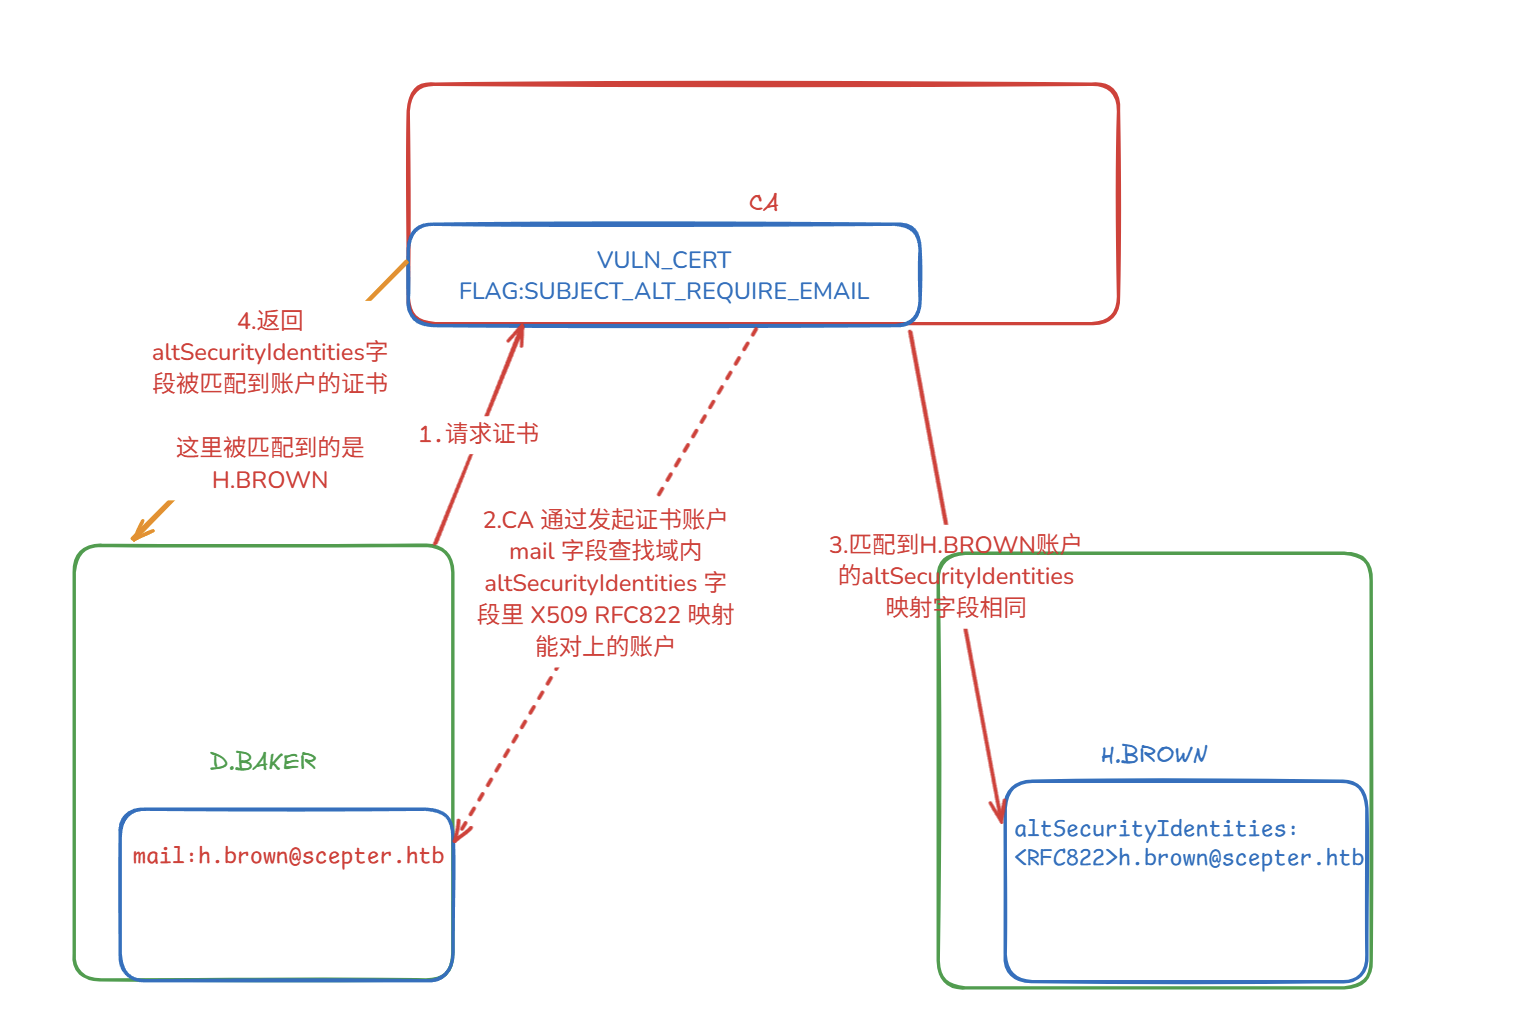 CA
VULN_CERT
FLAG:SUBJECT_ALT_REQUIRE_EMAIL
4.返回
altSecurityIdentities字
段被匹配到账户的证书
这里被匹配到的是
H.BROWN
1.请求证书
2.CA 通过发起证书账户
mail 字段查找域内
altSecurityIdentities 字
段里 X509 RFC822 映射
能对上的账户
3.匹配到H.BROWN账户
的altSecurityIdentities
映射字段相同
D.BAKER
mail:h.brown@scepter.htb
H.BROWN
altSecurityIdentities:
<RFC822>h.brown@scepter.htb